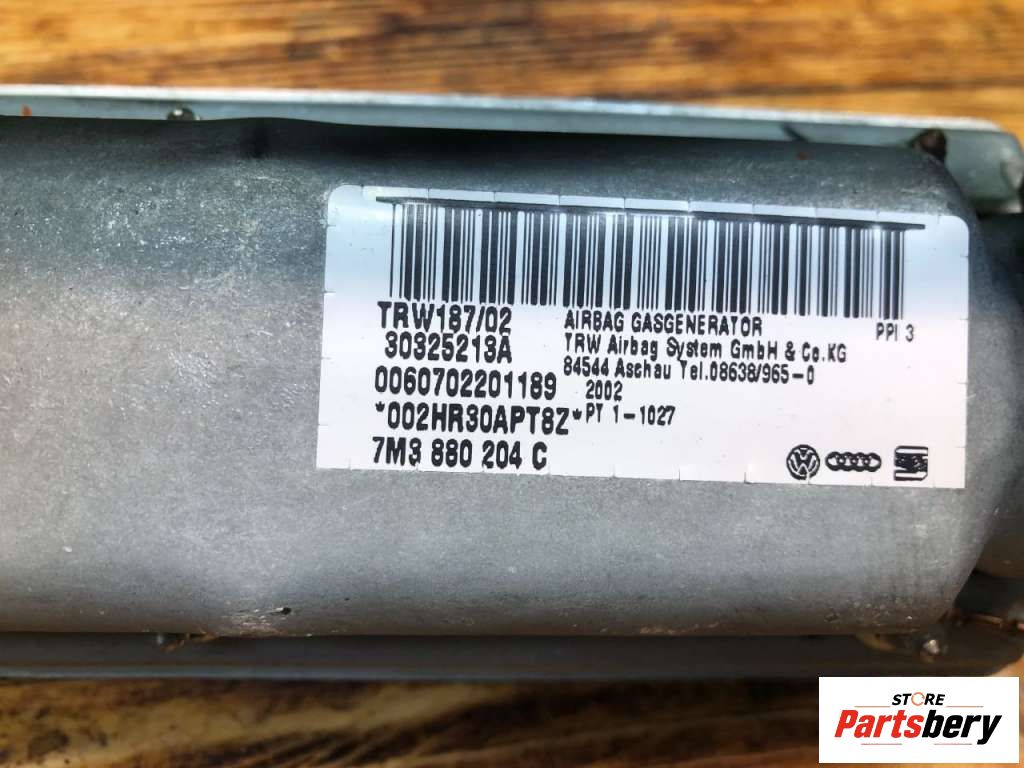 TRW187/02
30325213A
0060702201189
*002HR30APT8Z*
7M3 880 204 C
AIRBAG GASGENERATOR
PPI 3
TRW Airbag System GmbH & Co.KG
84544 Aschau Tel.08638/965-0
2002
PT 1-1027
STORE
Partsbery